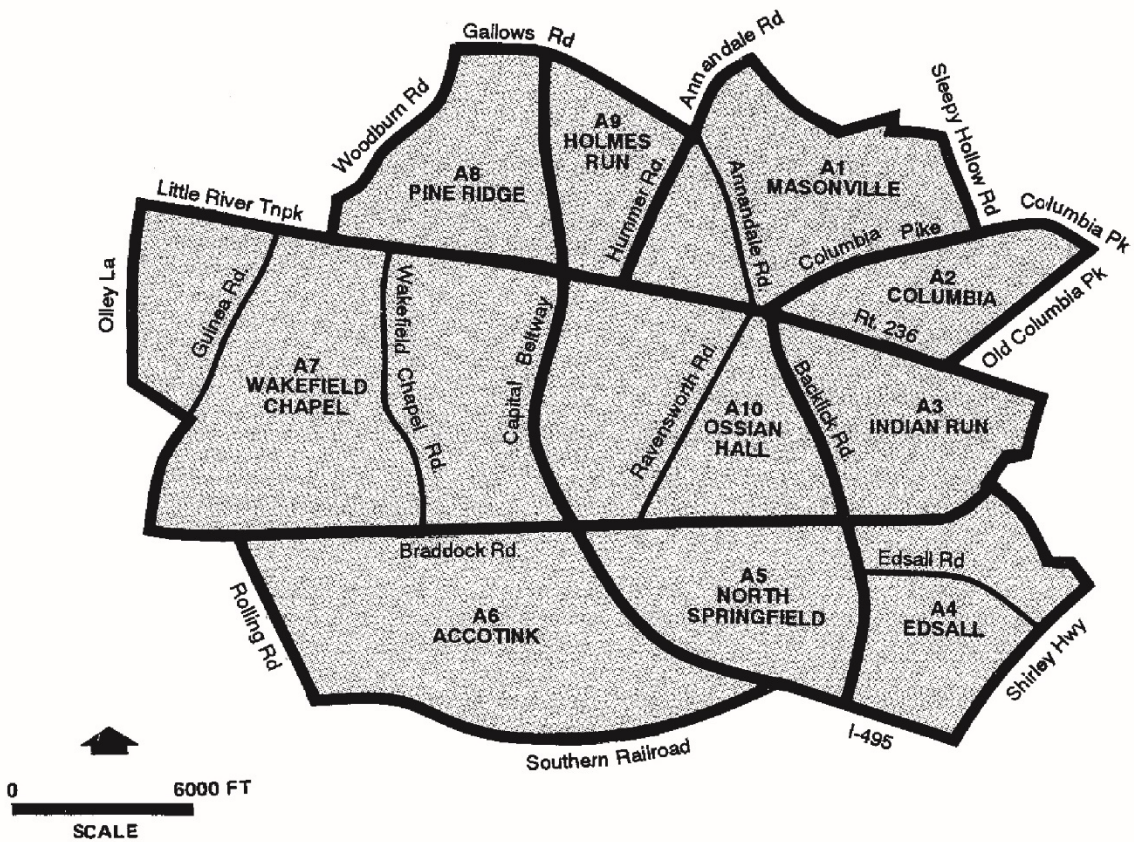 Gallows Rd
Annandale Rd
Woodburn Rd
Sleepy Hollow Rd
A9
HOLMES
RUN
A8
PINE RIDGE
A1
MASONVILLE
Hummer Rd.
Annandale Rd.
Little River Tnpk
Columbia Pike
Columbia Pk
A2
COLUMBIA
Old Columbia Pk
Rt. 236
Olley La
Guinea Rd.
Wakefield Chapel Rd.
Capital Beltway
A7
WAKEFIELD
CHAPEL
Ravensworth Rd.
A10
OSSIAN
HALL
Backlick Rd.
A3
INDIAN RUN
Braddock Rd.
Edsall Rd
A5
NORTH
SPRINGFIELD
A4
EDSALL
A6
ACCOTINK
Rolling Rd
Shirley Hwy
I-495
Southern Railroad
0 6000 FT
SCALE